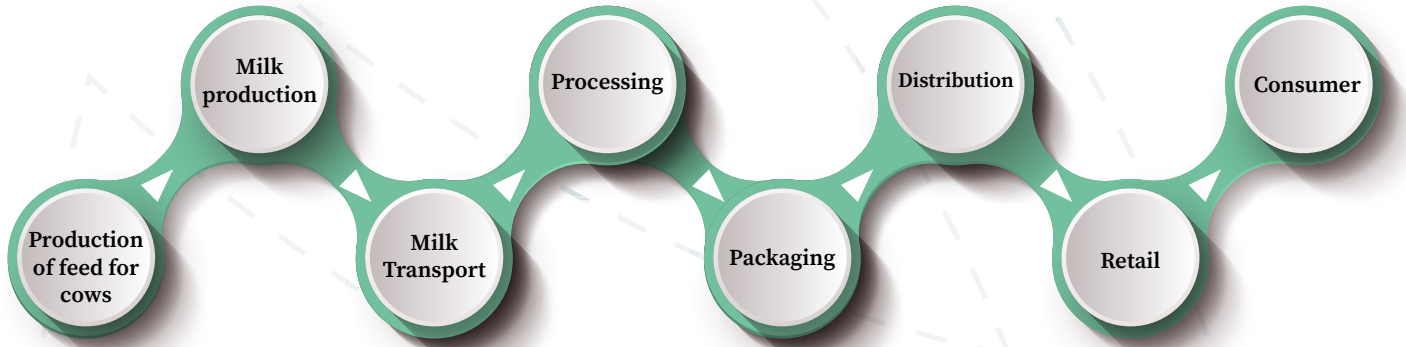 Production
of feed for
cows
Milk
production
Milk
Transport
Processing
Packaging
Distribution
Retail
Consumer